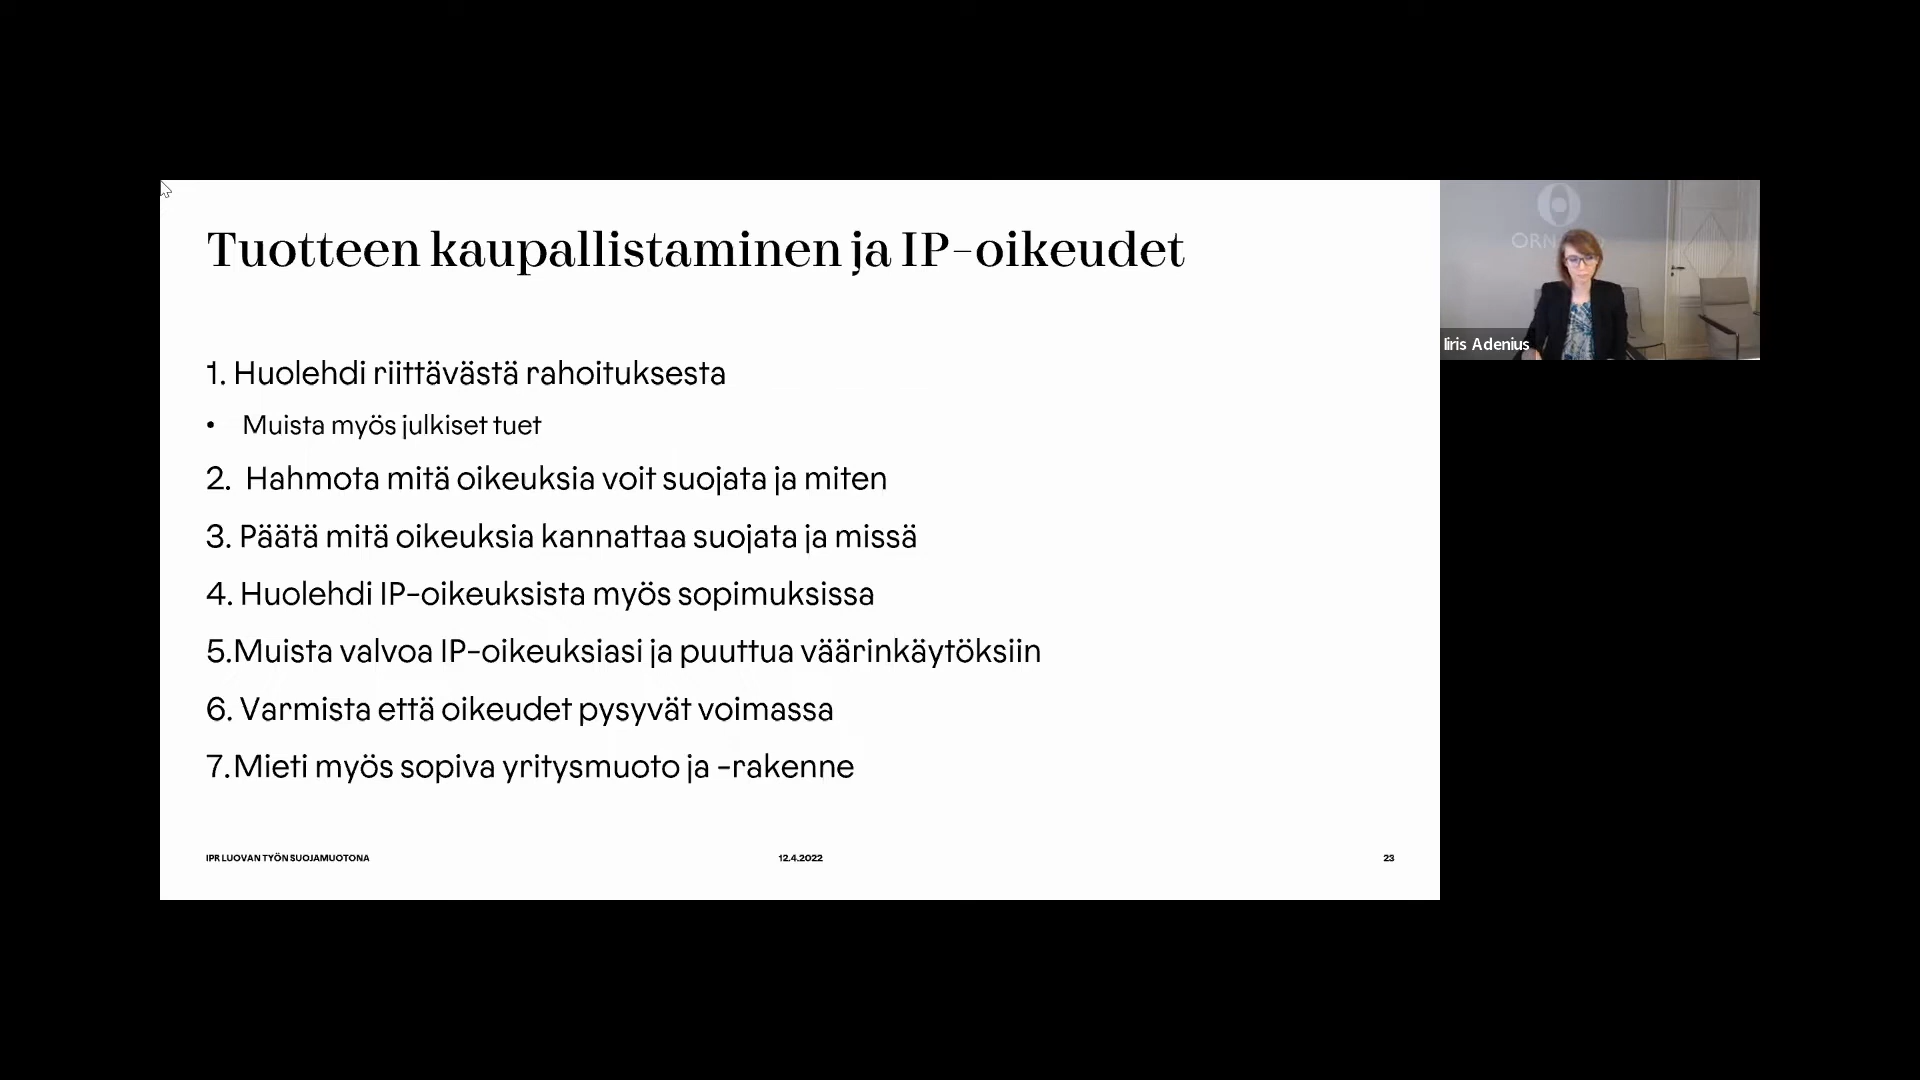 Tuotteen kaupallistaminen ja IP-oikeudet
1. Huolehdi riittävästä rahoituksesta
• Muista myös julkiset tuet
2. Hahmota mitä oikeuksia voit suojata ja miten
3. Päätä mitä oikeuksia kannattaa suojata ja missä
4. Huolehdi IP-oikeuksista myös sopimuksissa
5.Muista valvoa IP-oikeuksiasi ja puuttua väärinkäytöksiin
6. Varmista että oikeudet pysyvät voimassa
7.Mieti myös sopiva yritysmuoto ja -rakenne
IPR LUOVAN TYÖN SUOJAMUOTONA
12.4.2022
23
Iiris Adenius